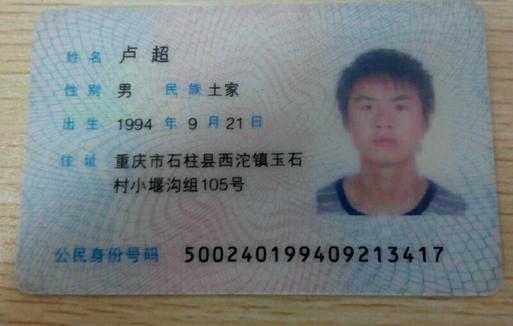 姓名 卢超
性别 男 民族 土家
出生 1994 年 9 月 21 日
住址 重庆市石柱县西沱镇玉石
村小堰沟组105号
公民身份号码 500240199409213417